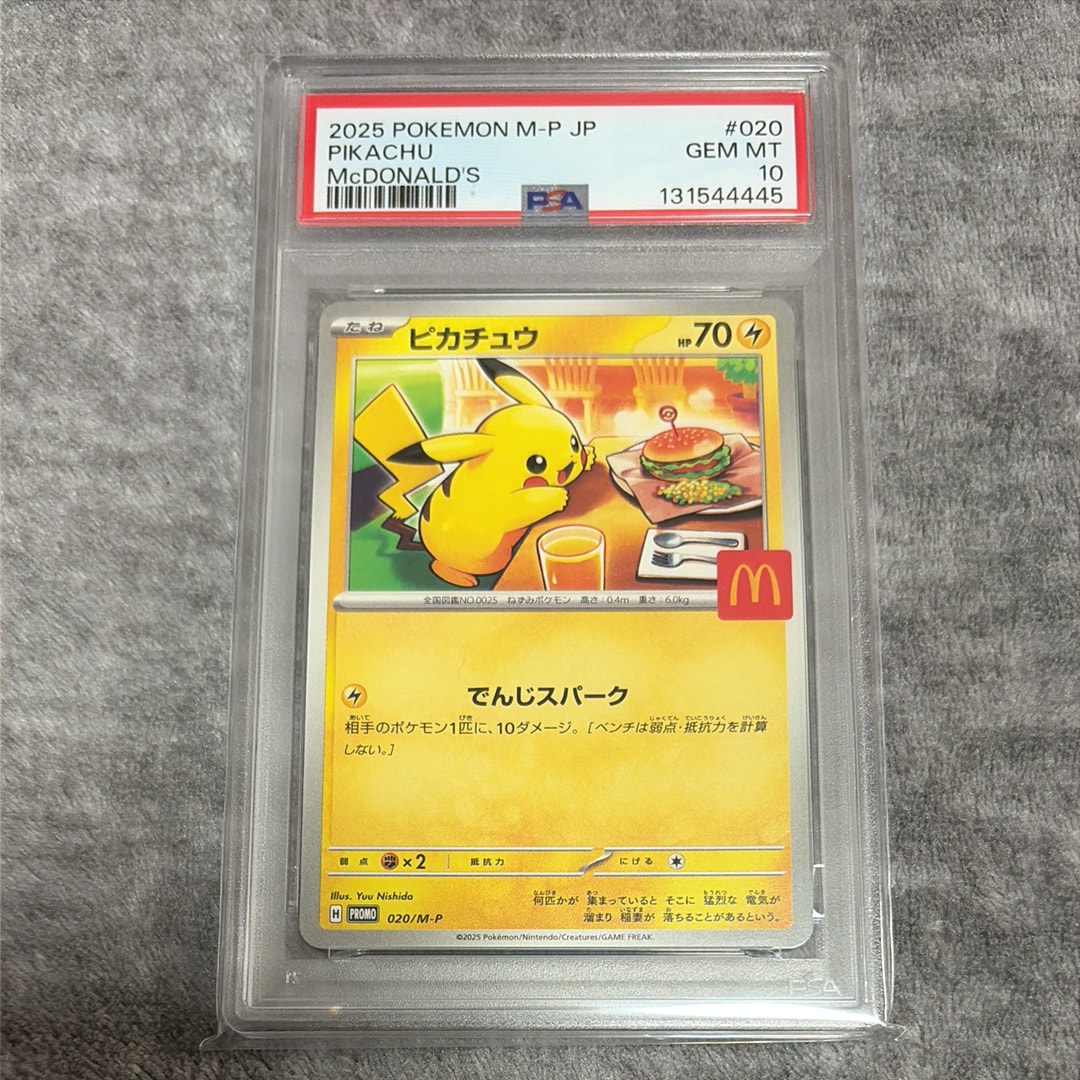 2025 POKEMON M-P JP #020
PIKACHU GEM MT
McDONALD'S 10
131544445
PSA
たね ピカチュウ HP70
全国図鑑NO.0025 ねずみポケモン 高さ:0.4m 重さ:6.0kg
でんじスパーク
相手のポケモン1匹に、10ダメージ。[ベンチは弱点・抵抗力を計算
しない。]
弱点 ×2 抵抗力 にげる
Illus. Yuu Nishida
何匹かが 集まっていると そこに 猛烈な 電気が
溜まり 稲妻が 落ちることがあるという。
H PROMO 020/M-P
©2025 Pokémon/Nintendo/Creatures/GAME FREAK.
PSA